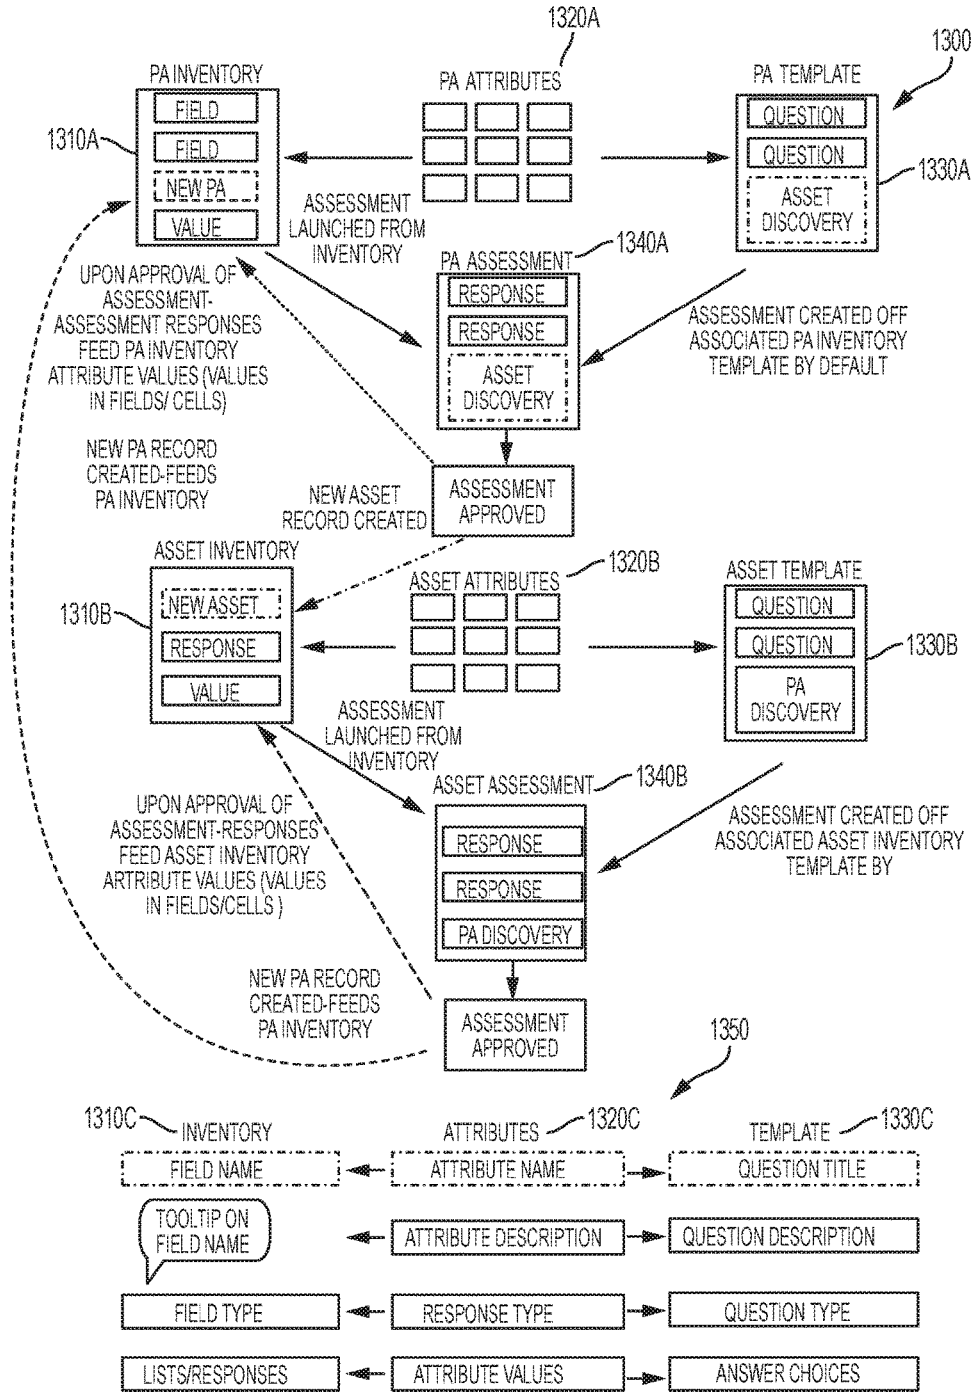 1320A
1300
PA INVENTORY
PA ATTRIBUTES
PA TEMPLATE
1310A
FIELD
FIELD
NEW PA
VALUE
QUESTION
QUESTION
ASSET
DISCOVERY
1330A
ASSESSMENT
LAUNCHED FROM
INVENTORY
1340A
PA ASSESSMENT
RESPONSE
RESPONSE
ASSET
DISCOVERY
UPON APPROVAL OF
ASSESSMENT-
ASSESSMENT RESPONSES
FEED PA INVENTORY
ATTRIBUTE VALUES (VALUES
IN FIELDS/ CELLS)
ASSESSMENT CREATED OFF
ASSOCIATED PA INVENTORY
TEMPLATE BY DEFAULT
NEW PA RECORD
CREATED-FEEDS
PA INVENTORY
NEW ASSET
RECORD CREATED
ASSESSMENT
APPROVED
ASSET INVENTORY
1310B
NEW ASSET
RESPONSE
VALUE
ASSET ATTRIBUTES
1320B
ASSET TEMPLATE
QUESTION
QUESTION
PA
DISCOVERY
1330B
ASSESSMENT
LAUNCHED FROM
INVENTORY
ASSET ASSESSMENT
1340B
RESPONSE
RESPONSE
PA DISCOVERY
UPON APPROVAL OF
ASSESSMENT-RESPONSES
FEED ASSET INVENTORY
ARTRIBUTE VALUES (VALUES
IN FIELDS/CELLS )
ASSESSMENT CREATED OFF
ASSOCIATED ASSET INVENTORY
TEMPLATE BY
NEW PA RECORD
CREATED-FEEDS
PA INVENTORY
ASSESSMENT
APPROVED
1350
1310C
INVENTORY
ATTRIBUTES
1320C
TEMPLATE
1330C
FIELD NAME
ATTRIBUTE NAME
QUESTION TITLE
TOOLTIP ON
FIELD NAME
ATTRIBUTE DESCRIPTION
QUESTION DESCRIPTION
FIELD TYPE
RESPONSE TYPE
QUESTION TYPE
LISTS/RESPONSES
ATTRIBUTE VALUES
ANSWER CHOICES